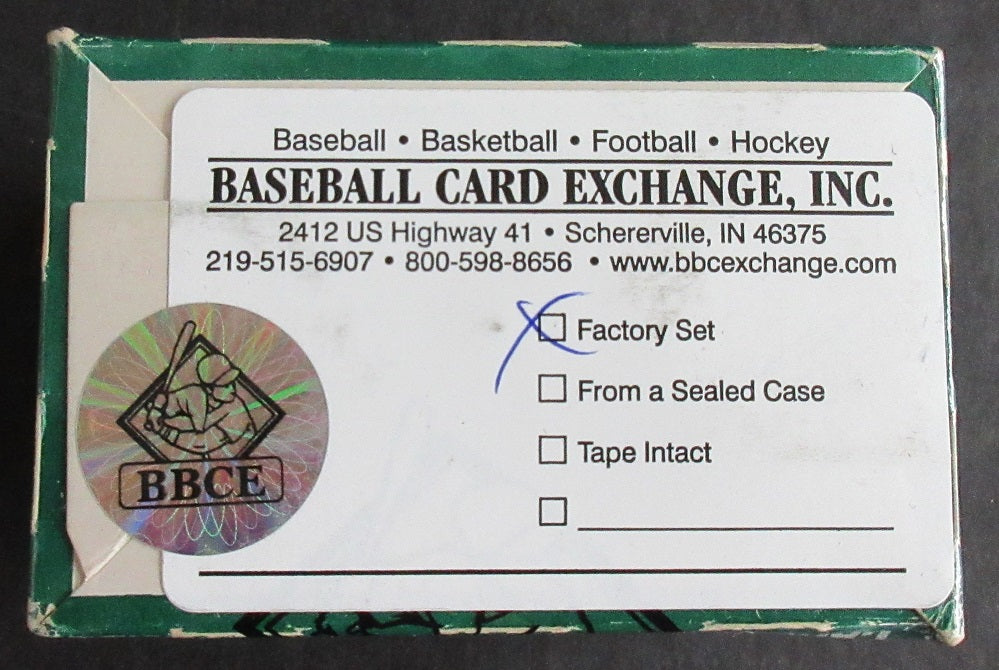 Baseball • Basketball • Football • Hockey
BASEBALL CARD EXCHANGE, INC.
2412 US Highway 41 • Schererville, IN 46375
219-515-6907 • 800-598-8656 • www.bbcexchange.com
Factory Set
From a Sealed Case
Tape Intact
BBCE